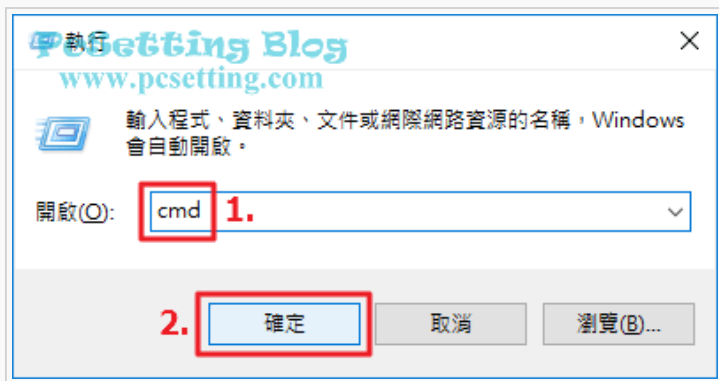 執行
PCSetting Blog
www.pcsetting.com
輸入程式、資料夾、文件或網際網路資源的名稱，Windows
會自動開啟。
開啟(O): cmd 1.
2. 確定 取消 瀏覽(B)...